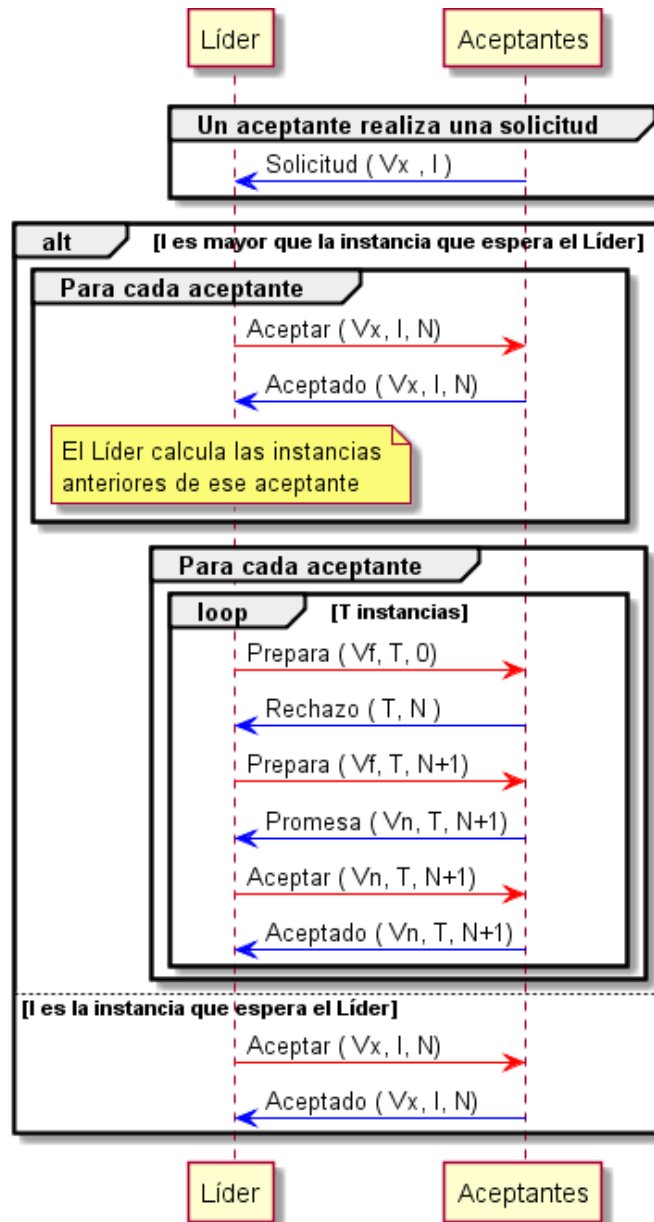 Líder Aceptantes
Un aceptante realiza una solicitud
Solicitud ( Vx , I )
alt [I es mayor que la instancia que espera el Líder]
Para cada aceptante
Aceptar ( Vx, I, N)
Aceptado ( Vx, I, N)
El Líder calcula las instancias
anteriores de ese aceptante
Para cada aceptante
loop [T instancias]
Prepara ( Vf, T, 0)
Rechazo ( T, N )
Prepara ( Vf, T, N+1)
Promesa ( Vn, T, N+1)
Aceptar ( Vn, T, N+1)
Aceptado ( Vn, T, N+1)
[I es la instancia que espera el Líder]
Aceptar ( Vx, I, N)
Aceptado ( Vx, I, N)
Líder Aceptantes